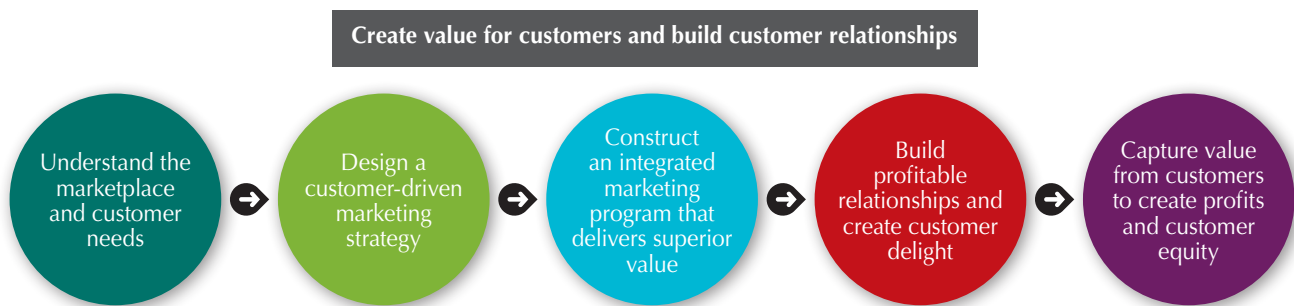 Create value for customers and build customer relationships
Understand the
marketplace
and customer
needs
Design a
customer-driven
marketing
strategy
Construct
an integrated
marketing
program that
delivers superior
value
Build
profitable
relationships and
create customer
delight
Capture value
from customers
to create profits
and customer
equity